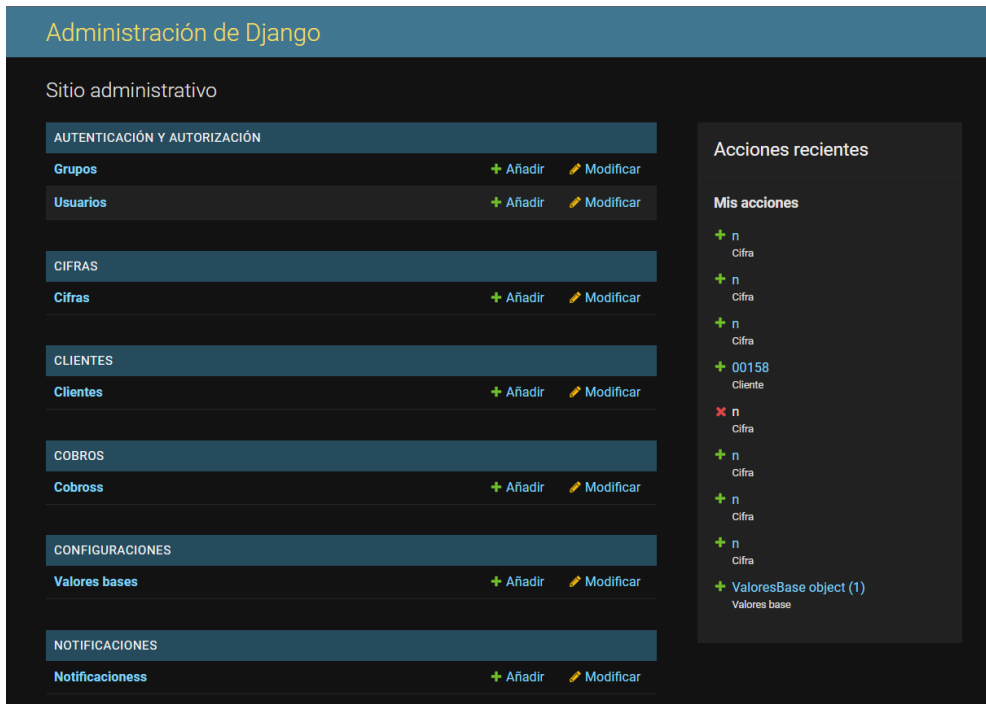 Administración de Django
Sitio administrativo
AUTENTICACIÓN Y AUTORIZACIÓN
Grupos Añadir Modificar
Usuarios Añadir Modificar
CIFRAS
Cifras Añadir Modificar
CLIENTES
Clientes Añadir Modificar
COBROS
Cobross Añadir Modificar
CONFIGURACIONES
Valores bases Añadir Modificar
NOTIFICACIONES
Notificacioness Añadir Modificar
Acciones recientes
Mis acciones
n
Cifra
n
Cifra
n
Cifra
00158
Cliente
n
Cifra
n
Cifra
n
Cifra
n
Cifra
ValoresBase object (1)
Valores base